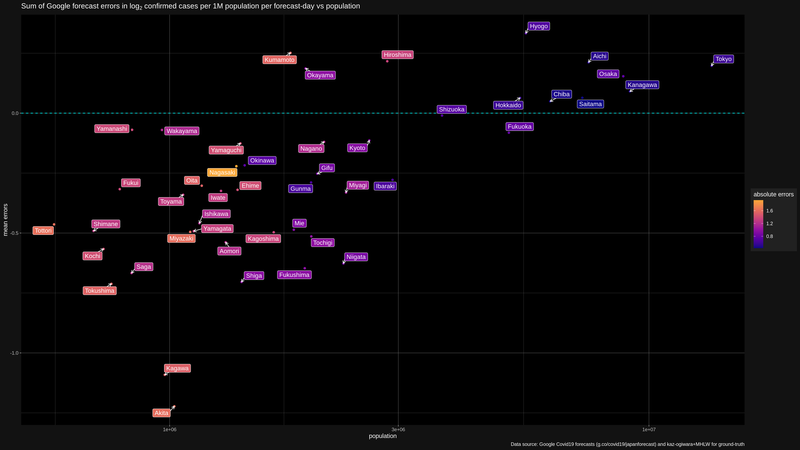 Sum of Google forecast errors in log₂ confirmed cases per 1M population per forecast-day vs population
Hyogo
Hiroshima
Aichi
Kumamoto
Tokyo
Okayama
Osaka
Kanagawa
Chiba
Hokkaido
Saitama
Shizuoka
0.0
Fukuoka
Yamanashi
Wakayama
Yamaguchi
Nagano
Kyoto
Okinawa
Gifu
Nagasaki
absolute errors
Fukui
Oita
Ehime
Gunma
Miyagi
Ibaraki
1.6
Toyama
Iwate
1.2
Ishikawa
0.8
mean errors
Shimane
Mie
Tottori
Yamagata
-0.5
Miyazaki
Kagoshima
Tochigi
Aomori
Kochi
Niigata
Saga
Shiga
Fukushima
Tokushima
-1.0
Kagawa
Akita
1e+06
3e+06
1e+07
population
Data source: Google Covid19 forecasts (g.co/covid19/japanforecast) and kaz-ogiwara+MHLW for ground-truth